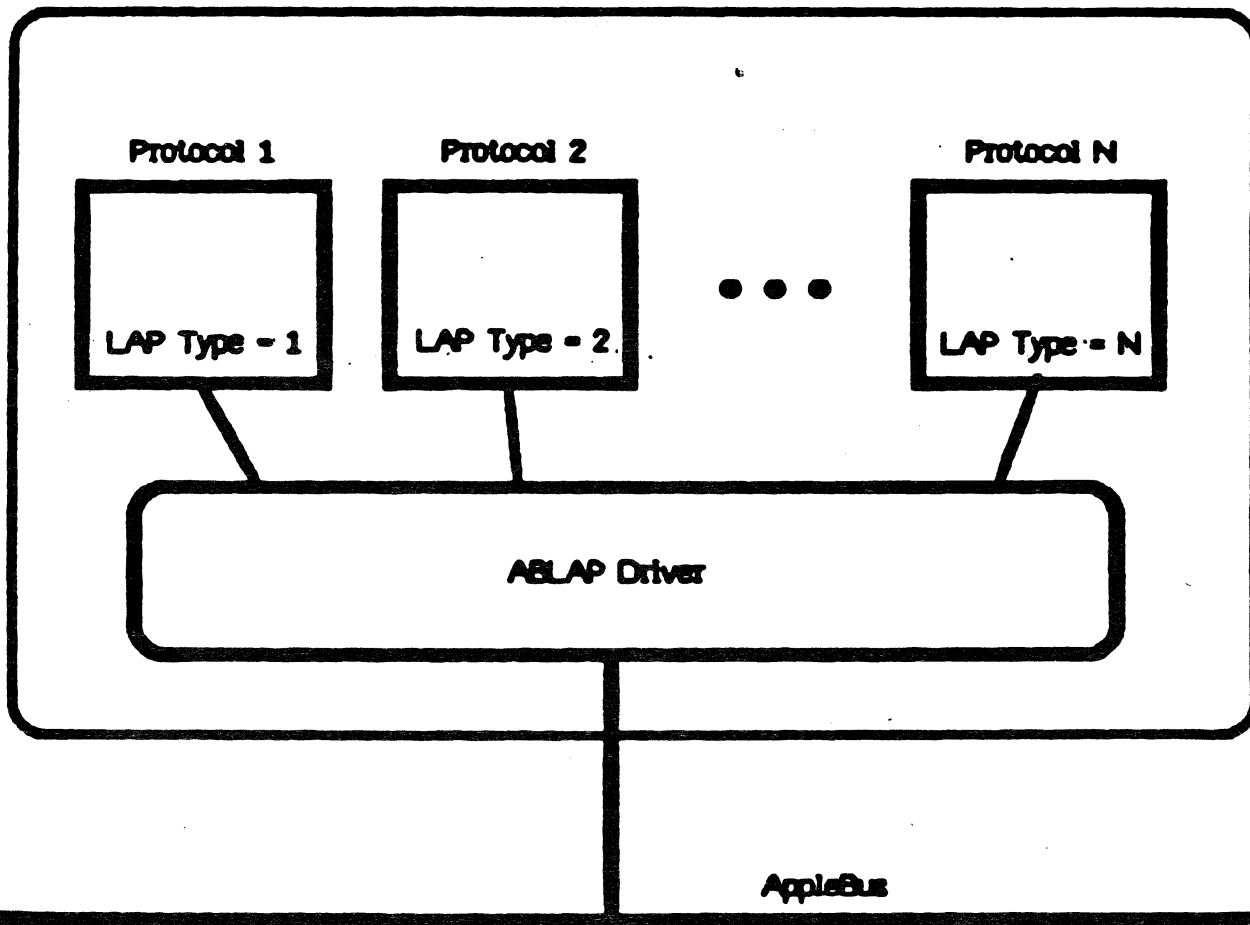 Protocol 1
Protocol 2
Protocol N
LAP Type = 1
LAP Type = 2
LAP Type = N
ABLAP Driver
AppleBus